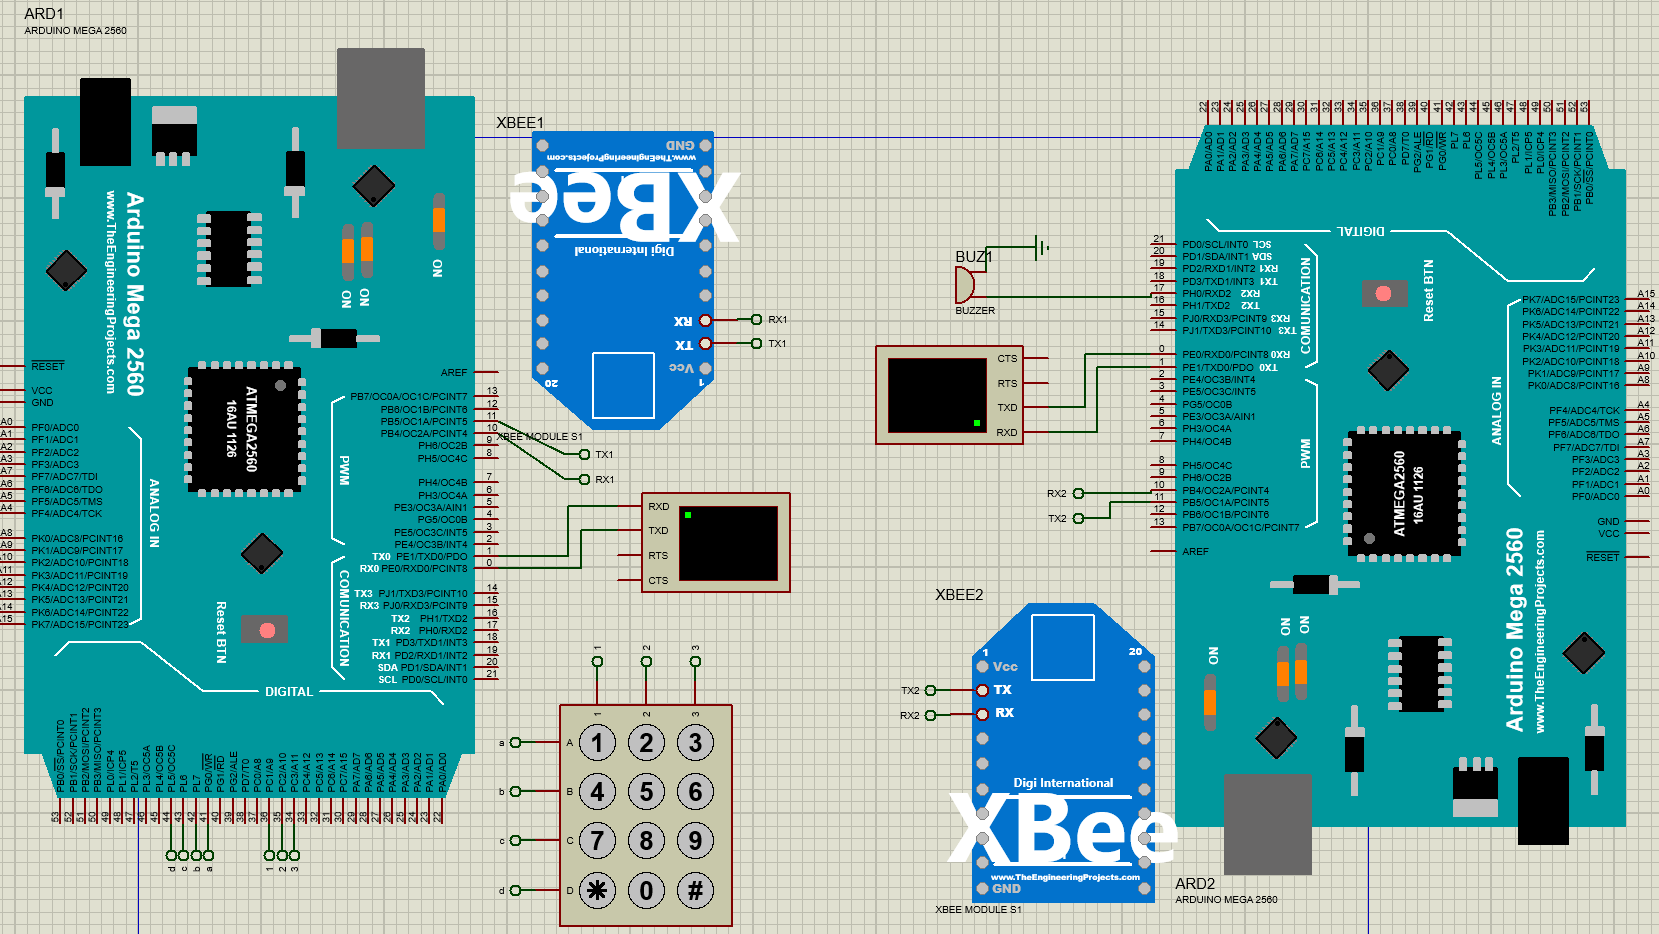 ARD1
ARDUINO MEGA 2560
Arduino Mega 2560
www.TheEngineeringProjects.com
ON
ON
ON
ATMEGA2560
16AU 1126
RESET
VCC
GND
A0 PF0/ADC0
A1 PF1/ADC1
A2 PF2/ADC2
A3 PF3/ADC3
A7 PF7/ADC7/TDI
A6 PF6/ADC6/TDO
A5 PF5/ADC5/TMS
A4 PF4/ADC4/TCK
A8 PK0/ADC8/PCINT16
A9 PK1/ADC9/PCINT17
A10 PK2/ADC10/PCINT18
A11 PK3/ADC11/PCINT19
A12 PK4/ADC12/PCINT20
A13 PK5/ADC13/PCINT21
A14 PK6/ADC14/PCINT22
A15 PK7/ADC15/PCINT23
ANALOG IN
AREF
PB7/OC0A/OC1C/PCINT7 13
PB6/OC1B/PCINT6 12
PB5/OC1A/PCINT5 11
PB4/OC2A/PCINT4 10
PH6/OC2B 9
PH5/OC4C 8
PH4/OC4B 7
PH3/OC4A 6
PE3/OC3A/AIN1 5
PG5/OC0B 4
PE5/OC3C/INT5 3
PE4/OC3B/INT4 2
TX0 PE1/TXD0/PDO 1
RX0 PE0/RXD0/PCINT8 0
TX3 PJ1/TXD3/PCINT10 14
RX3 PJ0/RXD3/PCINT9 15
TX2 PH1/TXD2 16
RX2 PH0/RXD2 17
TX1 PD3/TXD1/INT3 18
RX1 PD2/RXD1/INT2 19
SDA PD1/SDA/INT1 20
SCL PD0/SCL/INT0 21
PWM
COMUNICATION
Reset BTN
DIGITAL
PB0/SS/PCINT0 53
PB1/SCK/PCINT1 52
PB2/MOSI/PCINT2 51
PB3/MISO/PCINT3 50
PL0/ICP4 49
PL1/ICP5 48
PL2/T5 47
PL3/OC5A 46
PL4/OC5B 45
PL5/OC5C 44
PL6 43
PL7 42
PG0/WR 41
PG1/RD 40
PG2/ALE 39
PD7/T0 38
PC0/A8 37
PC1/A9 36
PC2/A10 35
PC3/A11 34
PC4/A12 33
PC5/A13 32
PC6/A14 31
PC7/A15 30
PA7/AD7 29
PA6/AD6 28
PA5/AD5 27
PA4/AD4 26
PA3/AD3 25
PA2/AD2 24
PA1/AD1 23
PA0/AD0 22
d c b a 1 2 3
XBEE1
GND
www.TheEngineeringProjects.com
XBee
Digi International
RX RX1
TX TX1
Vcc
20 1
XBEE MODULE S1
TX1
RX1
RXD
TXD
RTS
CTS
1 2 3
1 2 3
a A 1 2 3
b B 4 5 6
c C 7 8 9
d D * 0 #
BUZ1
BUZZER
CTS
RTS
TXD
RXD
RX2
TX2
XBEE2
1 20
Vcc
TX2 TX
RX2 RX
Digi International
XBee
www.TheEngineeringProjects.com
GND
XBEE MODULE S1
22 PA0/AD0
23 PA1/AD1
24 PA2/AD2
25 PA3/AD3
26 PA4/AD4
27 PA5/AD5
28 PA6/AD6
29 PA7/AD7
30 PC7/A15
31 PC6/A14
32 PC5/A13
33 PC4/A12
34 PC3/A11
35 PC2/A10
36 PC1/A9
37 PC0/A8
38 PD7/T0
39 PG2/ALE
40 PG1/RD
41 PG0/WR
42 PL7
43 PL6
44 PL5/OC5C
45 PL4/OC5B
46 PL3/OC5A
47 PL2/T5
48 PL1/ICP5
49 PL0/ICP4
50 PB3/MISO/PCINT3
51 PB2/MOSI/PCINT2
52 PB1/SCK/PCINT1
53 PB0/SS/PCINT0
DIGITAL
21 PD0/SCL/INT0 SCL
20 PD1/SDA/INT1 SDA
19 PD2/RXD1/INT2 RX1
18 PD3/TXD1/INT3 TX1
17 PH0/RXD2 RX2
16 PH1/TXD2 TX2
15 PJ0/RXD3/PCINT9 RX3
14 PJ1/TXD3/PCINT10 TX3
0 PE0/RXD0/PCINT8 RX0
1 PE1/TXD0/PDO TX0
2 PE4/OC3B/INT4
3 PE5/OC3C/INT5
4 PG5/OC0B
5 PE3/OC3A/AIN1
6 PH3/OC4A
7 PH4/OC4B
8 PH5/OC4C
9 PH6/OC2B
10 PB4/OC2A/PCINT4
11 PB5/OC1A/PCINT5
12 PB6/OC1B/PCINT6
13 PB7/OC0A/OC1C/PCINT7
AREF
COMUNICATION
PWM
Reset BTN
PK7/ADC15/PCINT23 A15
PK6/ADC14/PCINT22 A14
PK5/ADC13/PCINT21 A13
PK4/ADC12/PCINT20 A12
PK3/ADC11/PCINT19 A11
PK2/ADC10/PCINT18 A10
PK1/ADC9/PCINT17 A9
PK0/ADC8/PCINT16 A8
PF4/ADC4/TCK A4
PF5/ADC5/TMS A5
PF6/ADC6/TDO A6
PF7/ADC7/TDI A7
PF3/ADC3 A3
PF2/ADC2 A2
PF1/ADC1 A1
PF0/ADC0 A0
GND
VCC
RESET
ANALOG IN
ATMEGA2560
16AU 1126
Arduino Mega 2560
www.TheEngineeringProjects.com
ON
ON
ON
ARD2
ARDUINO MEGA 2560